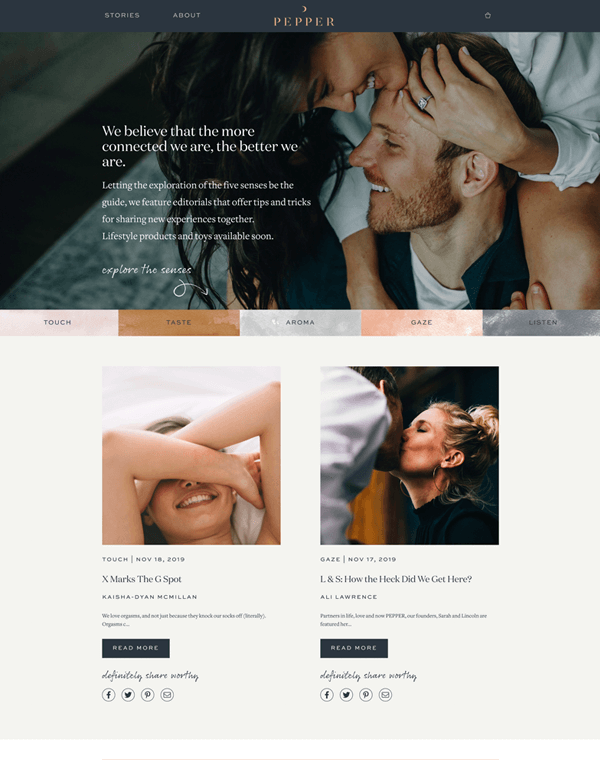 STORIES
ABOUT
PEPPER
We believe that the more
connected we are, the better we
are.
Letting the exploration of the five senses be the
guide, we feature editorials that offer tips and tricks
for sharing new experiences together.
Lifestyle products and toys available soon.
explore the senses
TOUCH
TASTE
AROMA
GAZE
LISTEN
TOUCH | NOV 18, 2019
X Marks The G Spot
KAISHA-DYAN MCMILLAN
We love orgasms, and not just because they knock our socks off (literally).
Orgasms c...
READ MORE
definitely share worthy
GAZE | NOV 17, 2019
L & S: How the Heck Did We Get Here?
ALI LAWRENCE
Partners in life, love and now PEPPER, our founders, Sarah and Lincoln are
featured her...
READ MORE
definitely share worthy